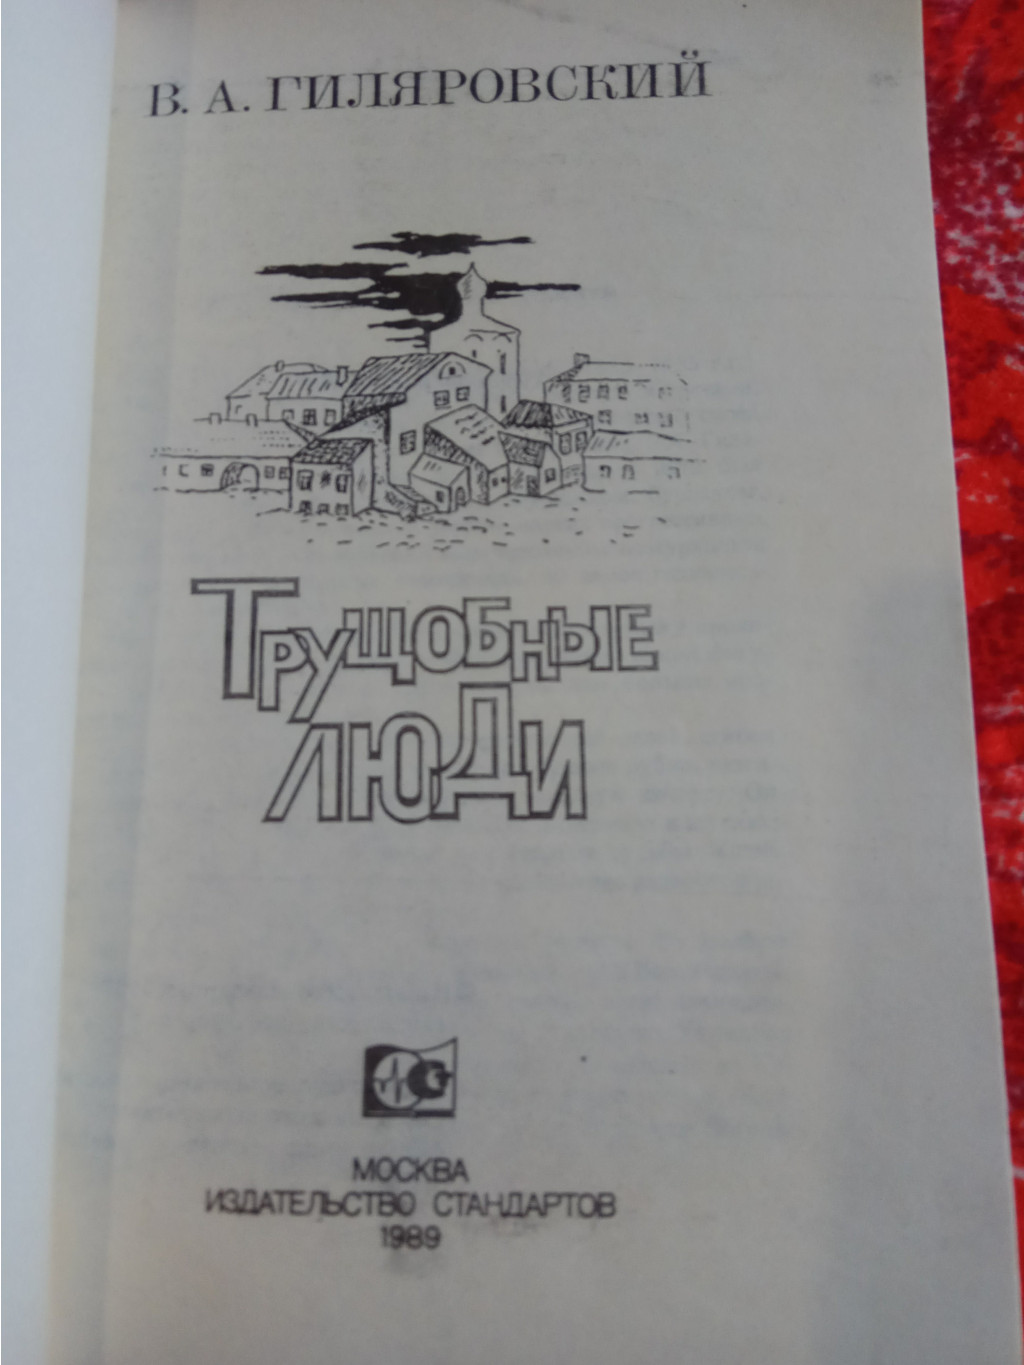 В. А. ГИЛЯРОВСКИЙ
ТРУЩОБНЫЕ
ЛЮДИ
МОСКВА
ИЗДАТЕЛЬСТВО СТАНДАРТОВ
1989